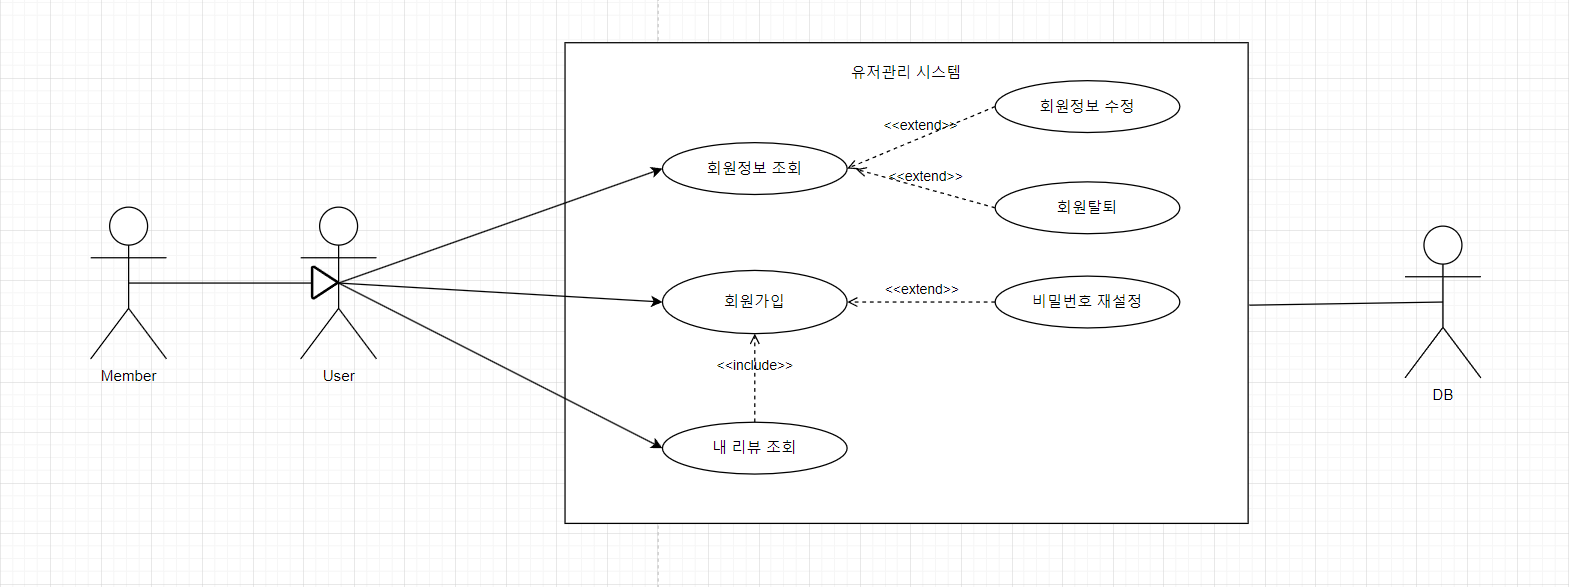 유저관리 시스템
회원정보 수정
<<extend>>
회원정보 조회
<<extend>>
회원탈퇴
<<extend>>
회원가입
비밀번호 재설정
<<include>>
Member
User
DB
내 리뷰 조회